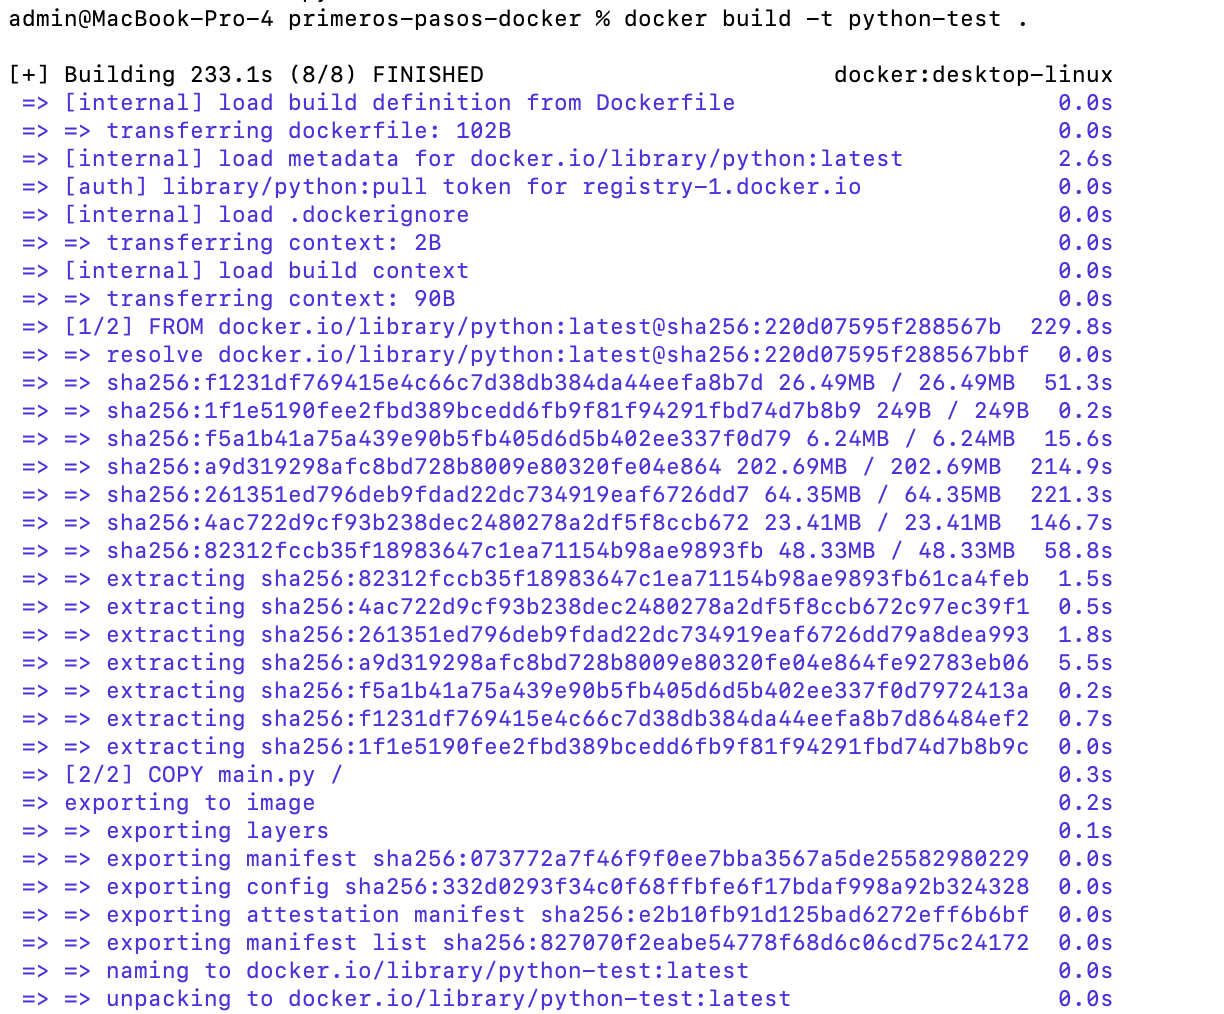 admin@MacBook-Pro-4 primeros-pasos-docker % docker build -t python-test .
[+] Building 233.1s (8/8) FINISHED docker:desktop-linux
=> [internal] load build definition from Dockerfile 0.0s
=> => transferring dockerfile: 102B 0.0s
=> [internal] load metadata for docker.io/library/python:latest 2.6s
=> [auth] library/python:pull token for registry-1.docker.io 0.0s
=> [internal] load .dockerignore 0.0s
=> => transferring context: 2B 0.0s
=> [internal] load build context 0.0s
=> => transferring context: 90B 0.0s
=> [1/2] FROM docker.io/library/python:latest@sha256:220d07595f288567b 229.8s
=> => resolve docker.io/library/python:latest@sha256:220d07595f288567bbf 0.0s
=> => sha256:f1231df769415e4c66c7d38db384da44eefa8b7d 26.49MB / 26.49MB 51.3s
=> => sha256:1f1e5190fee2fbd389bcedd6fb9f81f94291fbd74d7b8b9 249B / 249B 0.2s
=> => sha256:f5a1b41a75a439e90b5fb405d6d5b402ee337f0d79 6.24MB / 6.24MB 15.6s
=> => sha256:a9d319298afc8bd728b8009e80320fe04e864 202.69MB / 202.69MB 214.9s
=> => sha256:261351ed796deb9fdad22dc734919eaf6726dd7 64.35MB / 64.35MB 221.3s
=> => sha256:4ac722d9cf93b238dec2480278a2df5f8ccb672 23.41MB / 23.41MB 146.7s
=> => sha256:82312fccb35f18983647c1ea71154b98ae9893fb 48.33MB / 48.33MB 58.8s
=> => extracting sha256:82312fccb35f18983647c1ea71154b98ae9893fb61ca4feb 1.5s
=> => extracting sha256:4ac722d9cf93b238dec2480278a2df5f8ccb672c97ec39f1 0.5s
=> => extracting sha256:261351ed796deb9fdad22dc734919eaf6726dd79a8dea993 1.8s
=> => extracting sha256:a9d319298afc8bd728b8009e80320fe04e864fe92783eb06 5.5s
=> => extracting sha256:f5a1b41a75a439e90b5fb405d6d5b402ee337f0d7972413a 0.2s
=> => extracting sha256:f1231df769415e4c66c7d38db384da44eefa8b7d86484ef2 0.7s
=> => extracting sha256:1f1e5190fee2fbd389bcedd6fb9f81f94291fbd74d7b8b9c 0.0s
=> [2/2] COPY main.py / 0.3s
=> exporting to image 0.2s
=> => exporting layers 0.1s
=> => exporting manifest sha256:073772a7f46f9f0ee7bba3567a5de25582980229 0.0s
=> => exporting config sha256:332d0293f34c0f68ffbfe6f17bdaf998a92b324328 0.0s
=> => exporting attestation manifest sha256:e2b10fb91d125bad6272eff6b6bf 0.0s
=> => exporting manifest list sha256:827070f2eabe54778f68d6c06cd75c24172 0.0s
=> => naming to docker.io/library/python-test:latest 0.0s
=> => unpacking to docker.io/library/python-test:latest 0.0s